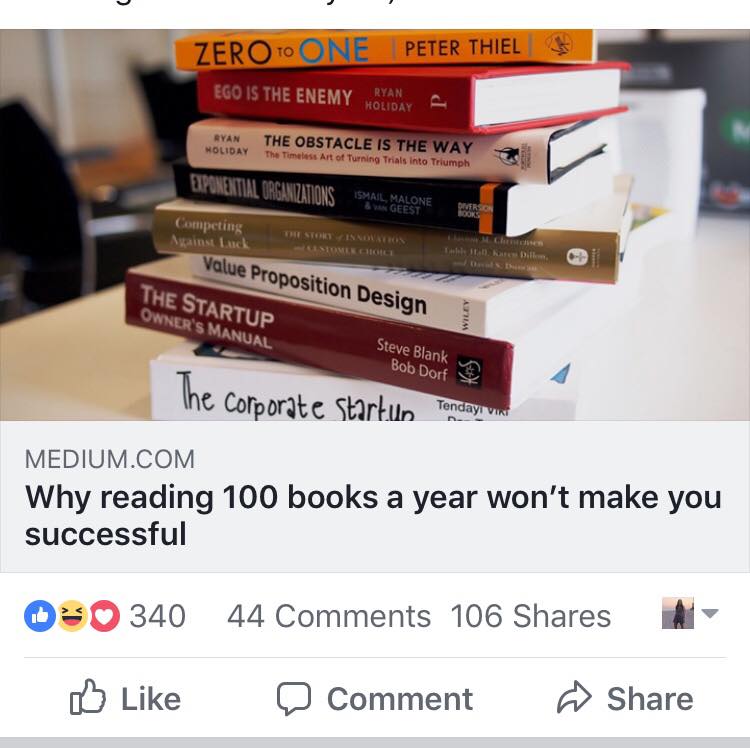 ZERO TO ONE PETER THIEL
EGO IS THE ENEMY RYAN HOLIDAY P
RYAN HOLIDAY THE OBSTACLE IS THE WAY
The Timeless Art of Turning Trials into Triumph
EXPONENTIAL ORGANIZATIONS ISMAIL, MALONE & VAN GEEST DIVERSION BOOKS
Competing Against Luck THE STORY of INNOVATION and CUSTOMER CHOICE Clayton M. Christensen
Taddy Hall, Karen Dillon,
and David S. Duncan
Value Proposition Design WILEY
THE STARTUP
OWNER'S MANUAL
Steve Blank
Bob Dorf
The corporate startup Tendayi Viki
MEDIUM.COM
Why reading 100 books a year won't make you
successful
340 44 Comments 106 Shares
Like Comment Share